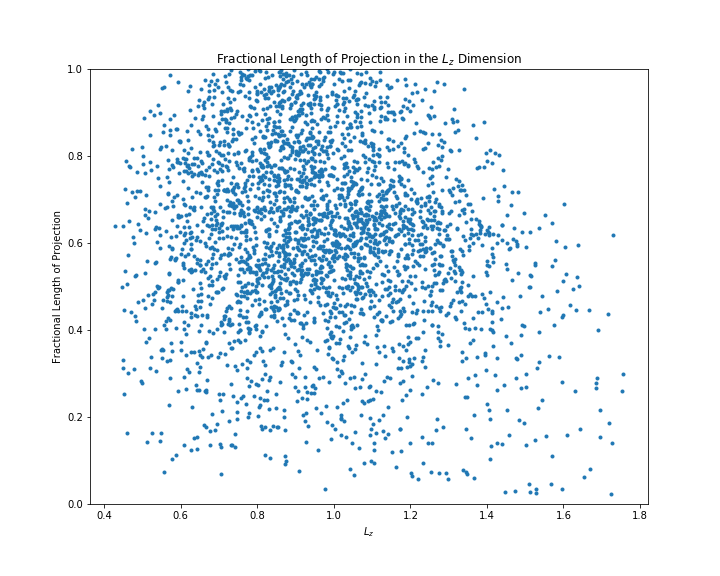 Fractional Length of Projection in the L_z Dimension
1.0
0.8
0.6
0.4
0.2
0.0
Fractional Length of Projection
0.4 0.6 0.8 1.0 1.2 1.4 1.6 1.8
L_z